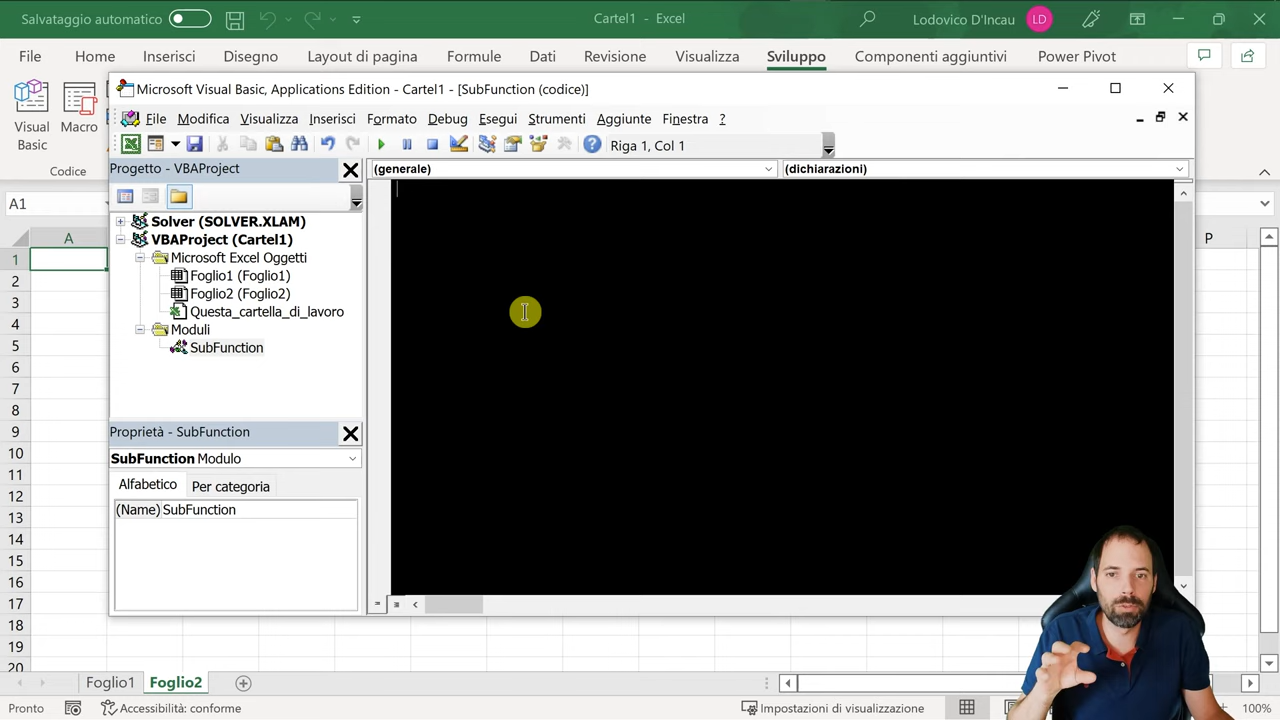 Salvataggio automatico
Cartel1 - Excel
Lodovico D'Incau
LD
File Home Inserisci Disegno Layout di pagina Formule Dati Revisione Visualizza Sviluppo Componenti aggiuntivi Power Pivot
Visual Basic
Macro
Codice
Microsoft Visual Basic, Applications Edition - Cartel1 - [SubFunction (codice)]
File Modifica Visualizza Inserisci Formato Debug Esegui Strumenti Aggiunte Finestra ?
Riga 1, Col 1
Progetto - VBAProject
(generale)
(dichiarazioni)
Solver (SOLVER.XLAM)
VBAProject (Cartel1)
Microsoft Excel Oggetti
Foglio1 (Foglio1)
Foglio2 (Foglio2)
Questa_cartella_di_lavoro
Moduli
SubFunction
Proprietà - SubFunction
SubFunction Modulo
Alfabetico
Per categoria
(Name) SubFunction
A1
A
P
1
2
3
4
5
6
7
8
9
10
11
12
13
14
15
16
17
18
19
20
Foglio1 Foglio2
Pronto
Accessibilità: conforme
Impostazioni di visualizzazione
100%